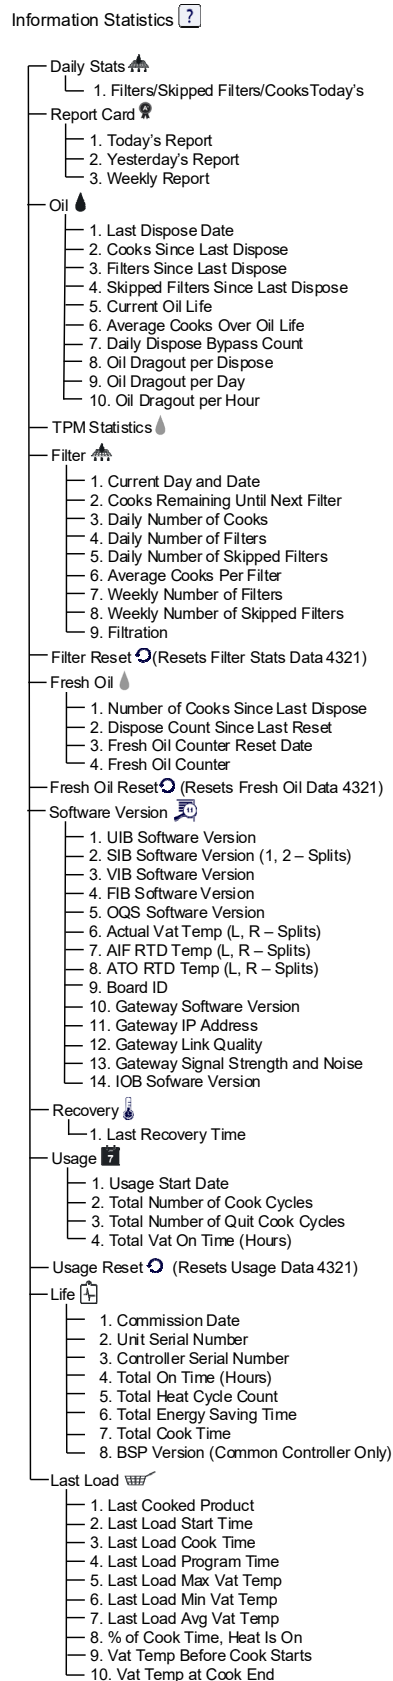 Information Statistics ?
Daily Stats
1. Filters/Skipped Filters/CooksToday's
Report Card
1. Today's Report
2. Yesterday's Report
3. Weekly Report
Oil
1. Last Dispose Date
2. Cooks Since Last Dispose
3. Filters Since Last Dispose
4. Skipped Filters Since Last Dispose
5. Current Oil Life
6. Average Cooks Over Oil Life
7. Daily Dispose Bypass Count
8. Oil Dragout per Dispose
9. Oil Dragout per Day
10. Oil Dragout per Hour
TPM Statistics
Filter
1. Current Day and Date
2. Cooks Remaining Until Next Filter
3. Daily Number of Cooks
4. Daily Number of Filters
5. Daily Number of Skipped Filters
6. Average Cooks Per Filter
7. Weekly Number of Filters
8. Weekly Number of Skipped Filters
9. Filtration
Filter Reset (Resets Filter Stats Data 4321)
Fresh Oil
1. Number of Cooks Since Last Dispose
2. Dispose Count Since Last Reset
3. Fresh Oil Counter Reset Date
4. Fresh Oil Counter
Fresh Oil Reset (Resets Fresh Oil Data 4321)
Software Version
1. UIB Software Version
2. SIB Software Version (1, 2 – Splits)
3. VIB Software Version
4. FIB Software Version
5. OQS Software Version
6. Actual Vat Temp (L, R – Splits)
7. AIF RTD Temp (L, R – Splits)
8. ATO RTD Temp (L, R – Splits)
9. Board ID
10. Gateway Software Version
11. Gateway IP Address
12. Gateway Link Quality
13. Gateway Signal Strength and Noise
14. IOB Sofware Version
Recovery
1. Last Recovery Time
Usage 7
1. Usage Start Date
2. Total Number of Cook Cycles
3. Total Number of Quit Cook Cycles
4. Total Vat On Time (Hours)
Usage Reset (Resets Usage Data 4321)
Life
1. Commission Date
2. Unit Serial Number
3. Controller Serial Number
4. Total On Time (Hours)
5. Total Heat Cycle Count
6. Total Energy Saving Time
7. Total Cook Time
8. BSP Version (Common Controller Only)
Last Load
1. Last Cooked Product
2. Last Load Start Time
3. Last Load Cook Time
4. Last Load Program Time
5. Last Load Max Vat Temp
6. Last Load Min Vat Temp
7. Last Load Avg Vat Temp
8. % of Cook Time, Heat Is On
9. Vat Temp Before Cook Starts
10. Vat Temp at Cook End